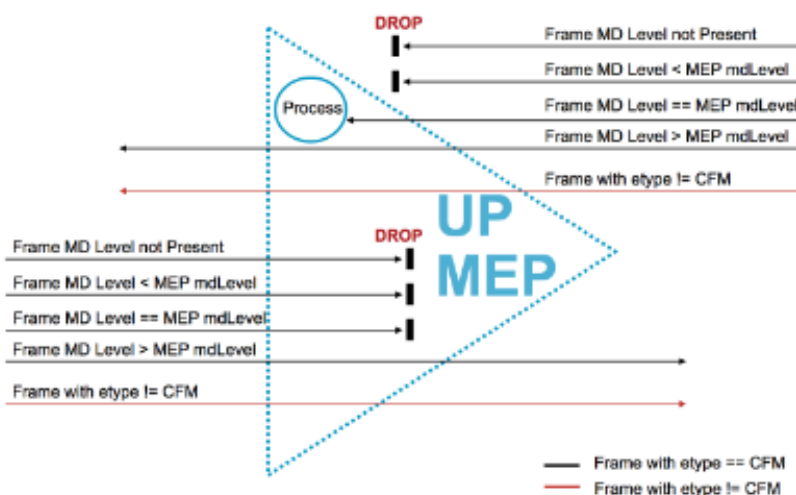 DROP
Frame MD Level not Present
Frame MD Level < MEP mdLevel
Process
Frame MD Level == MEP mdLevel
Frame MD Level > MEP mdLevel
Frame with etype != CFM
UP
MEP
DROP
Frame MD Level not Present
Frame MD Level < MEP mdLevel
Frame MD Level == MEP mdLevel
Frame MD Level > MEP mdLevel
Frame with etype != CFM
Frame with etype == CFM
Frame with etype != CFM